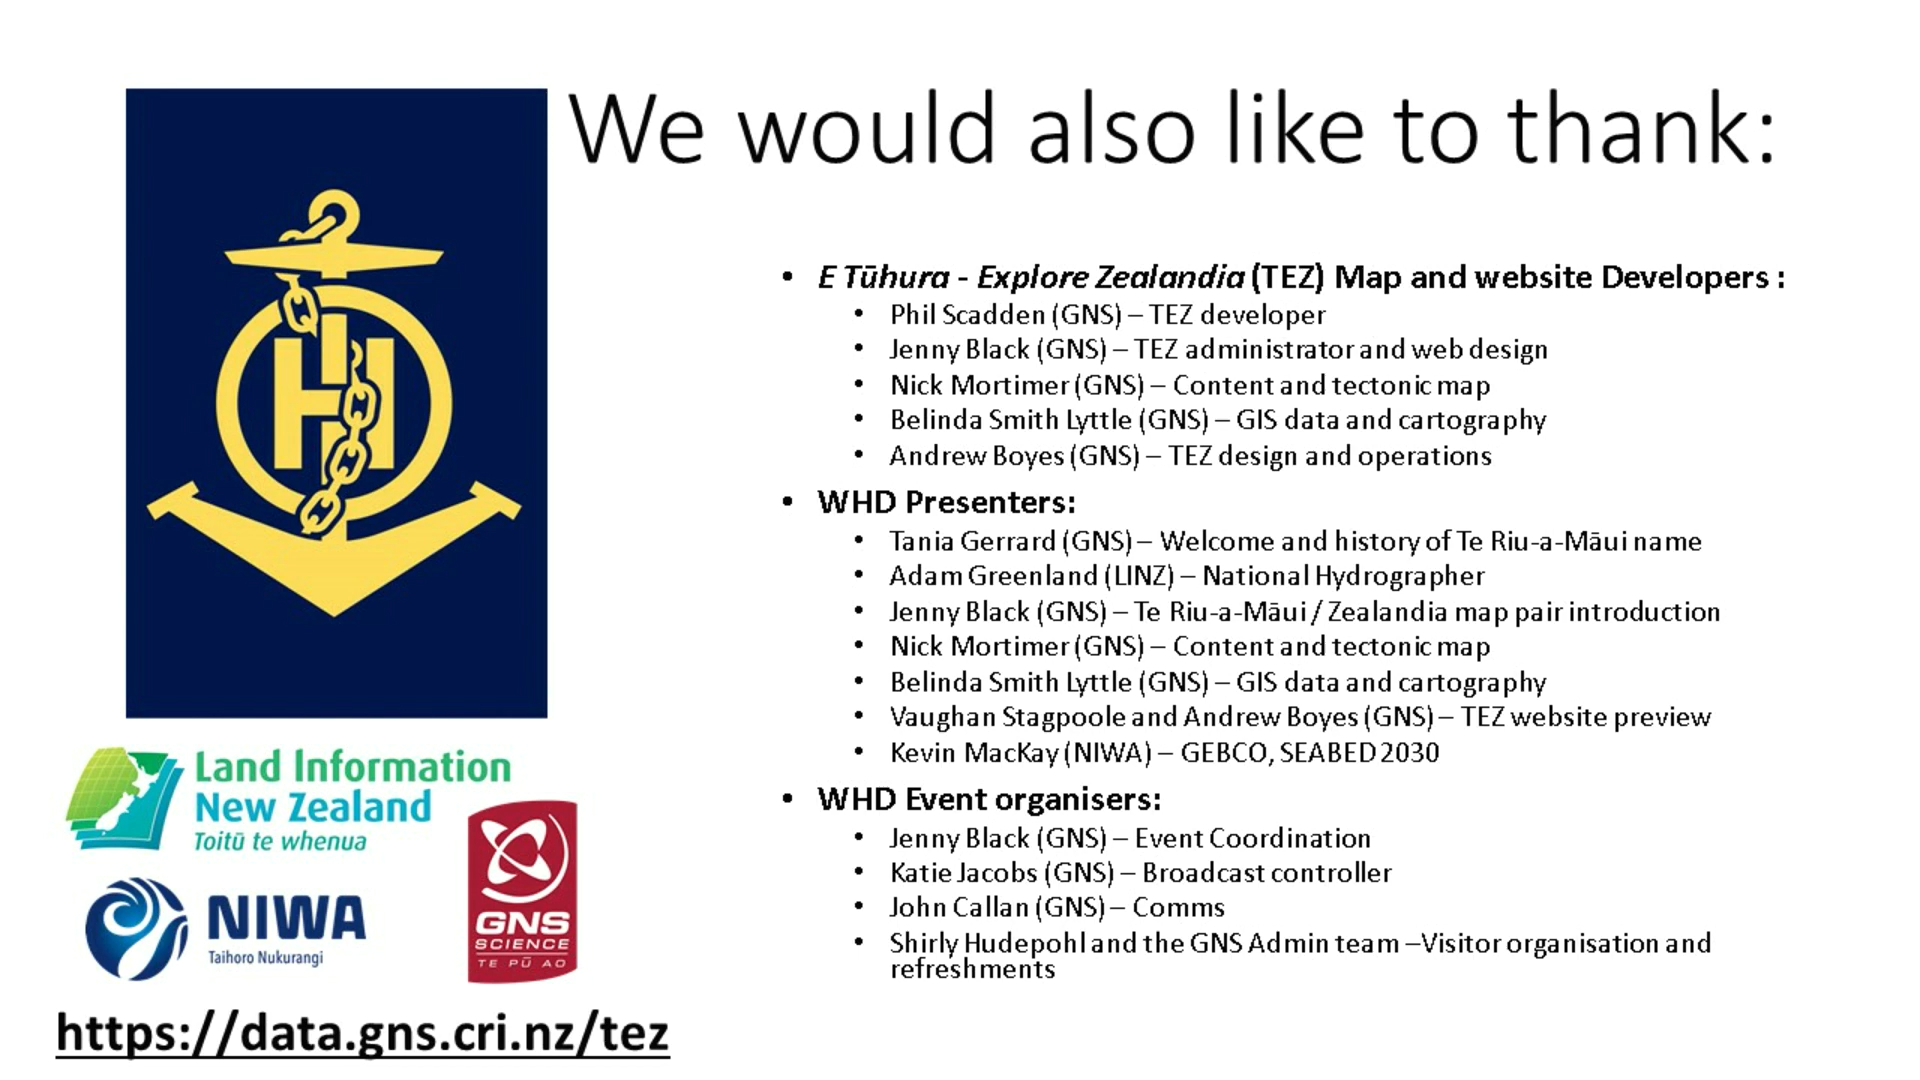 We would also like to thank:
• E Tūhura - Explore Zealandia (TEZ) Map and website Developers :
• Phil Scadden (GNS) – TEZ developer
• Jenny Black (GNS) – TEZ administrator and web design
• Nick Mortimer (GNS) – Content and tectonic map
• Belinda Smith Lyttle (GNS) – GIS data and cartography
• Andrew Boyes (GNS) – TEZ design and operations
• WHD Presenters:
• Tania Gerrard (GNS) – Welcome and history of Te Riu-a-Māui name
• Adam Greenland (LINZ) – National Hydrographer
• Jenny Black (GNS) – Te Riu-a-Māui / Zealandia map pair introduction
• Nick Mortimer (GNS) – Content and tectonic map
• Belinda Smith Lyttle (GNS) – GIS data and cartography
• Vaughan Stagpoole and Andrew Boyes (GNS) – TEZ website preview
• Kevin MacKay (NIWA) – GEBCO, SEABED 2030
• WHD Event organisers:
• Jenny Black (GNS) – Event Coordination
• Katie Jacobs (GNS) – Broadcast controller
• John Callan (GNS) – Comms
• Shirly Hudepohl and the GNS Admin team –Visitor organisation and
refreshments
H
Land Information
New Zealand
Toitū te whenua
NIWA
Taihoro Nukurangi
GNS
SCIENCE
TE PŪ AO
https://data.gns.cri.nz/tez